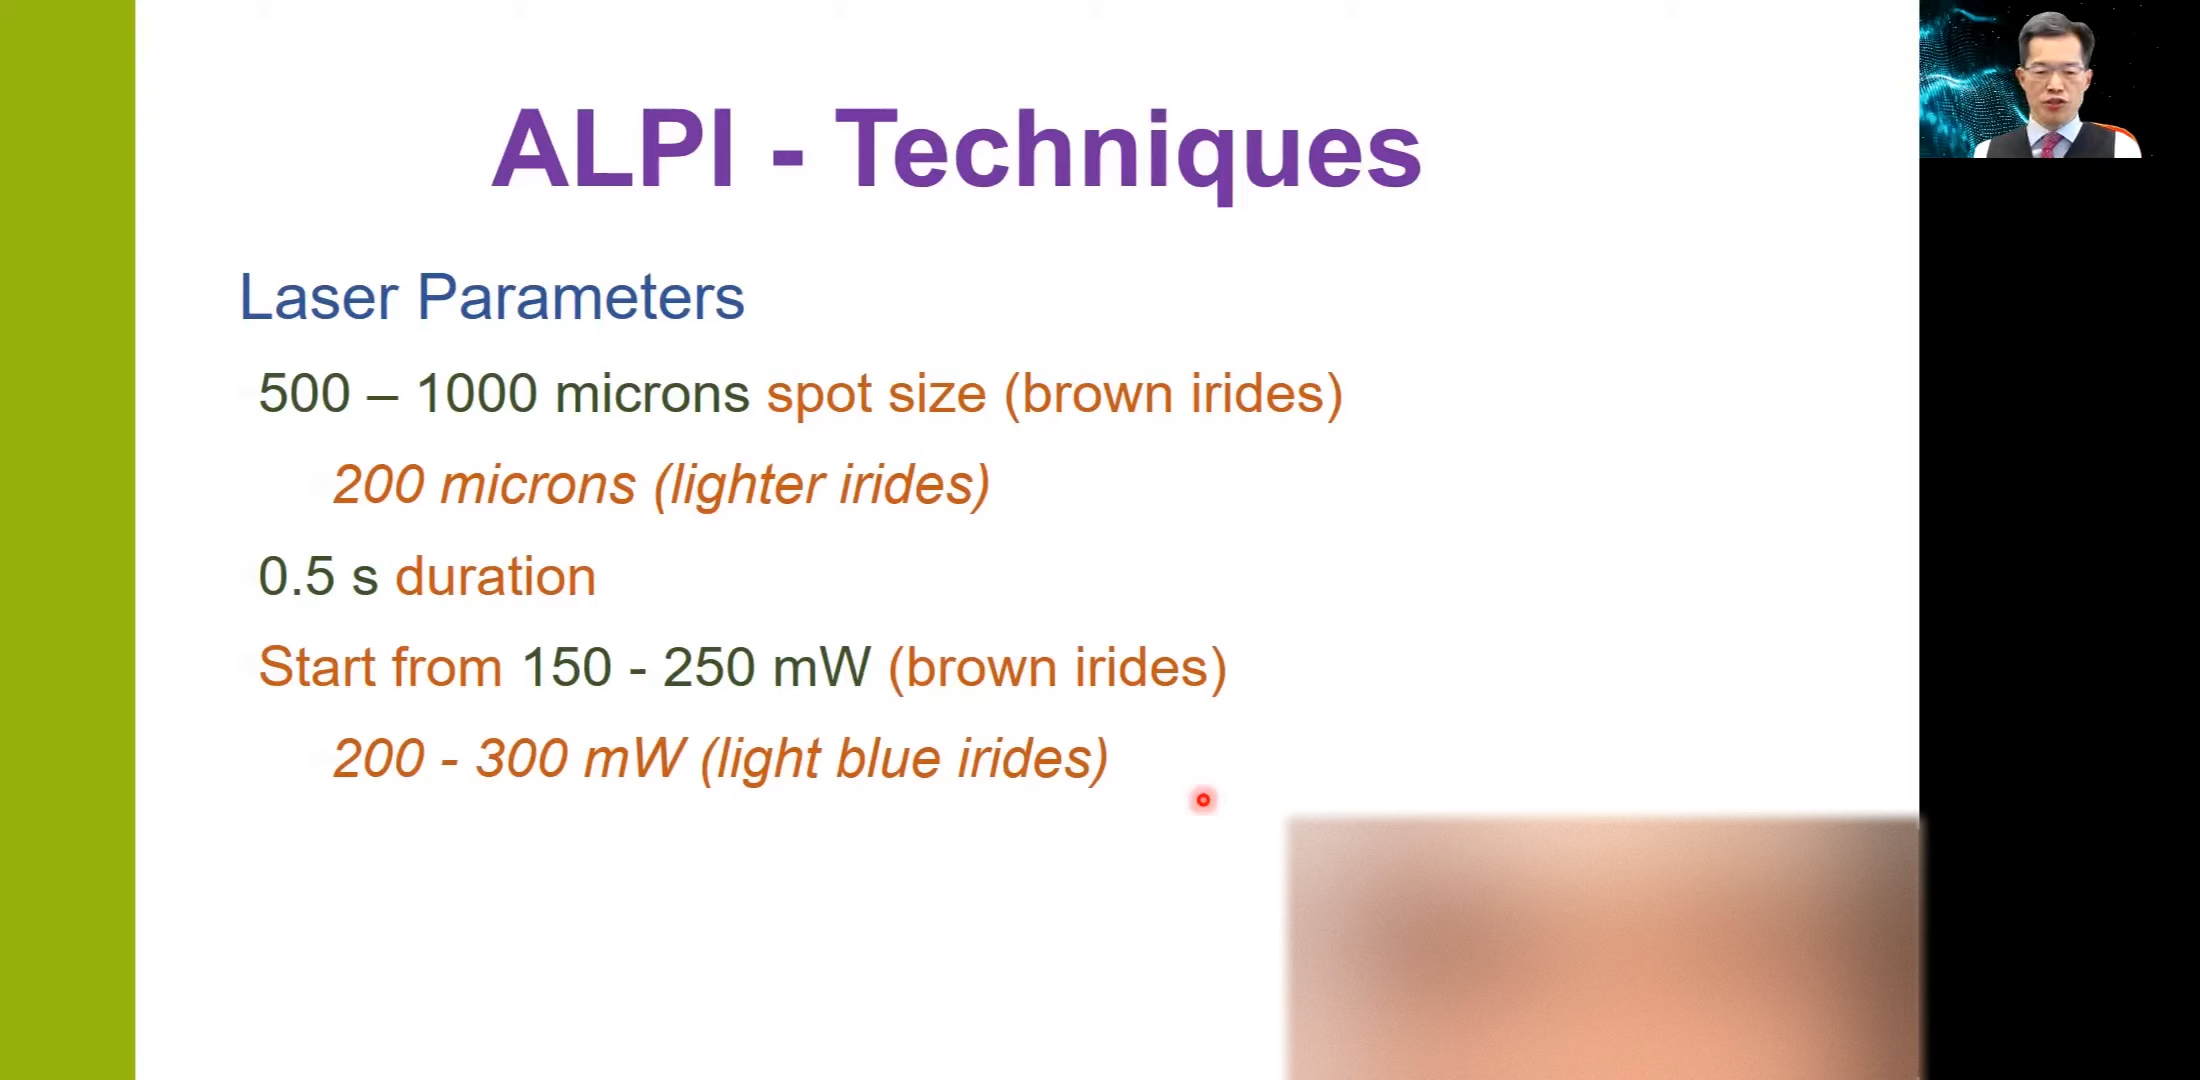 ALPI - Techniques
Laser Parameters
500 – 1000 microns spot size (brown irides)
200 microns (lighter irides)
0.5 s duration
Start from 150 - 250 mW (brown irides)
200 - 300 mW (light blue irides)